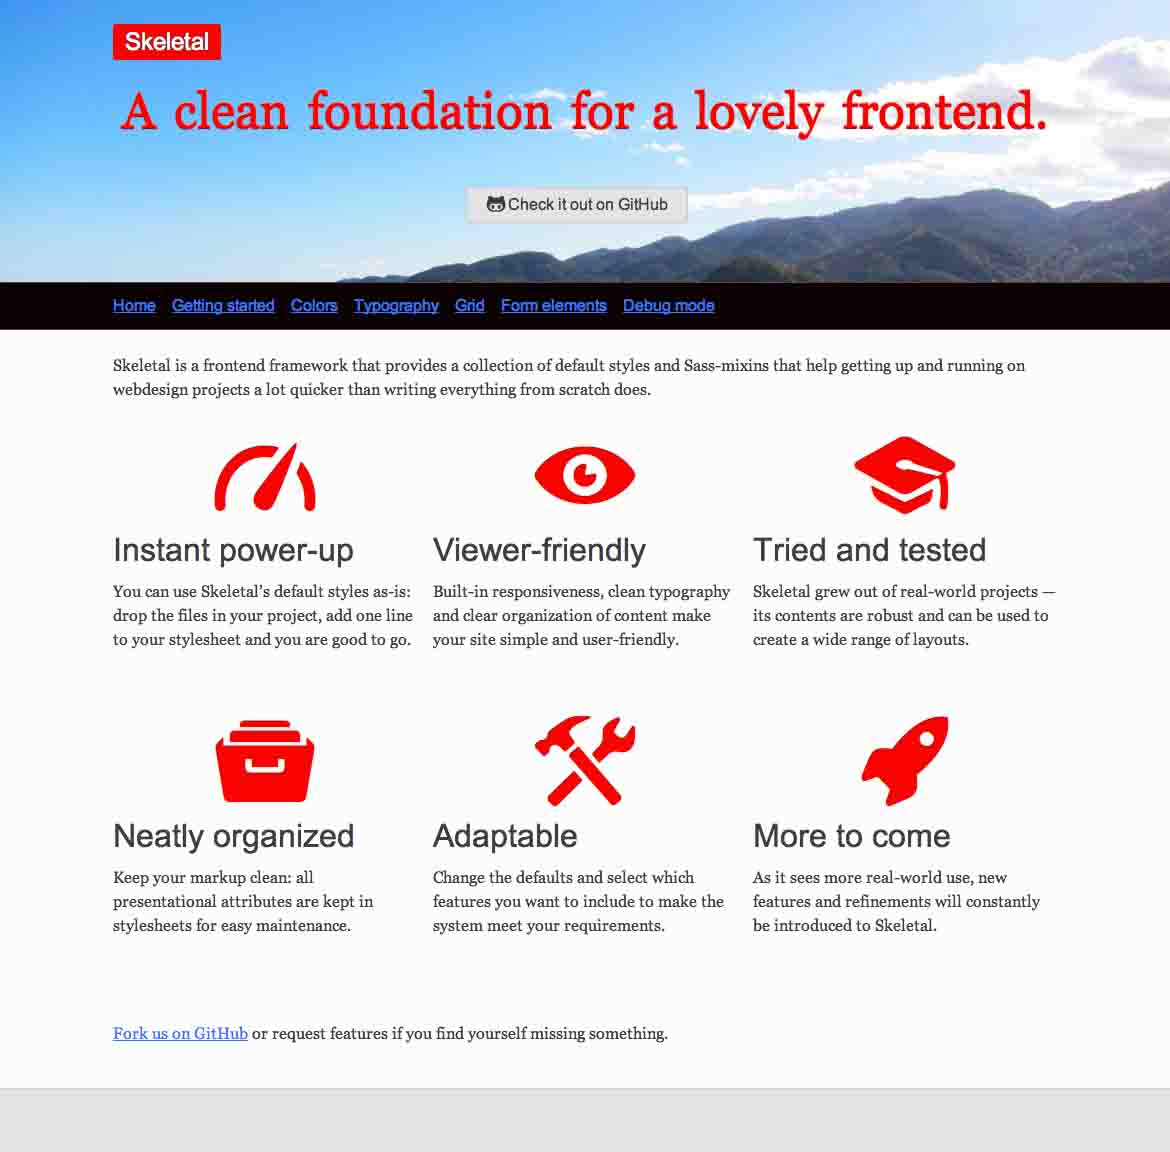 Skeletal
A clean foundation for a lovely frontend.
Check it out on GitHub
Home Getting started Colors Typography Grid Form elements Debug mode
Skeletal is a frontend framework that provides a collection of default styles and Sass-mixins that help getting up and running on
webdesign projects a lot quicker than writing everything from scratch does.
Instant power-up
You can use Skeletal's default styles as-is:
drop the files in your project, add one line
to your stylesheet and you are good to go.
Viewer-friendly
Built-in responsiveness, clean typography
and clear organization of content make
your site simple and user-friendly.
Tried and tested
Skeletal grew out of real-world projects —
its contents are robust and can be used to
create a wide range of layouts.
Neatly organized
Keep your markup clean: all
presentational attributes are kept in
stylesheets for easy maintenance.
Adaptable
Change the defaults and select which
features you want to include to make the
system meet your requirements.
More to come
As it sees more real-world use, new
features and refinements will constantly
be introduced to Skeletal.
Fork us on GitHub or request features if you find yourself missing something.